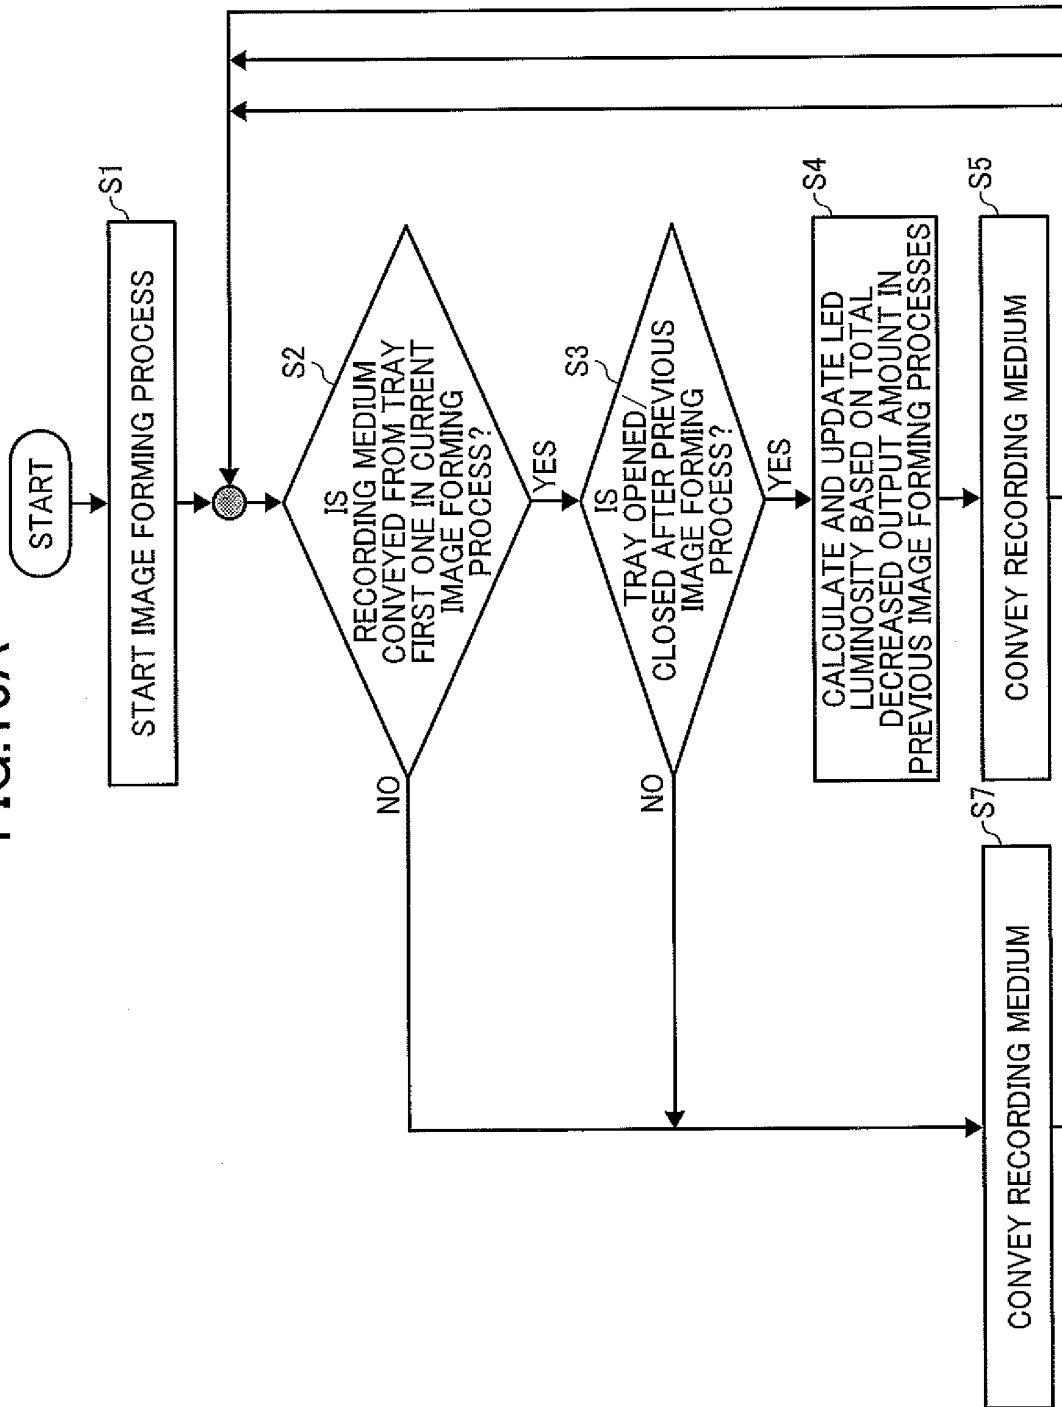 START
START IMAGE FORMING PROCESS
S1
IS
RECORDING MEDIUM
CONVEYED FROM TRAY
FIRST ONE IN CURRENT
IMAGE FORMING
PROCESS?
S2
NO
YES
IS
TRAY OPENED/
CLOSED AFTER PREVIOUS
IMAGE FORMING
PROCESS?
S3
NO
YES
CALCULATE AND UPDATE LED
LUMINOSITY BASED ON TOTAL
DECREASED OUTPUT AMOUNT IN
PREVIOUS IMAGE FORMING PROCESSES
S4
CONVEY RECORDING MEDIUM
S7
CONVEY RECORDING MEDIUM
S5